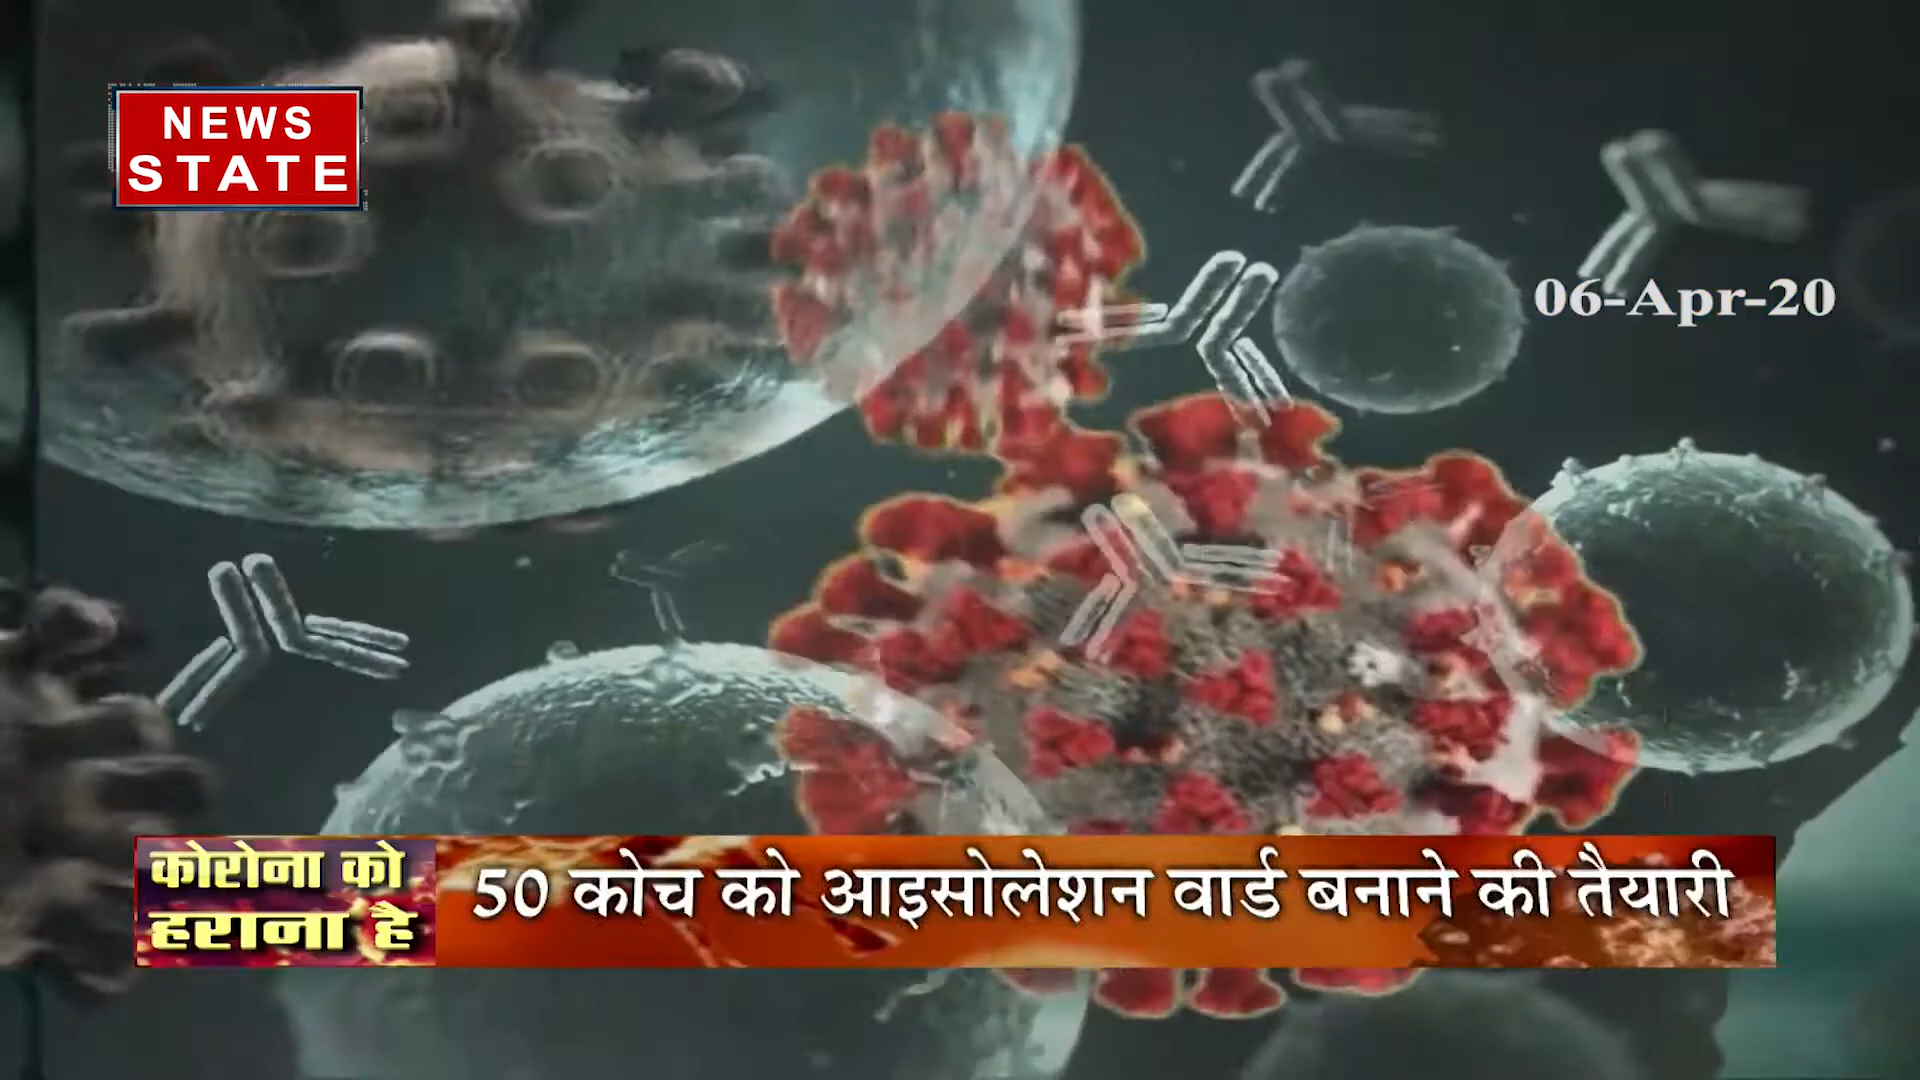 NEWS
STATE
06-Apr-20
कोरोना को
हराना है
50 कोच को आइसोलेशन वार्ड बनाने की तैयारी